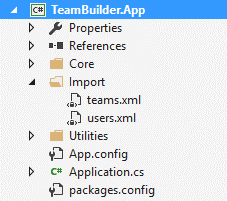 C# TeamBuilder.App
Properties
References
Core
Import
teams.xml
users.xml
Utilities
App.config
C# Application.cs
packages.config